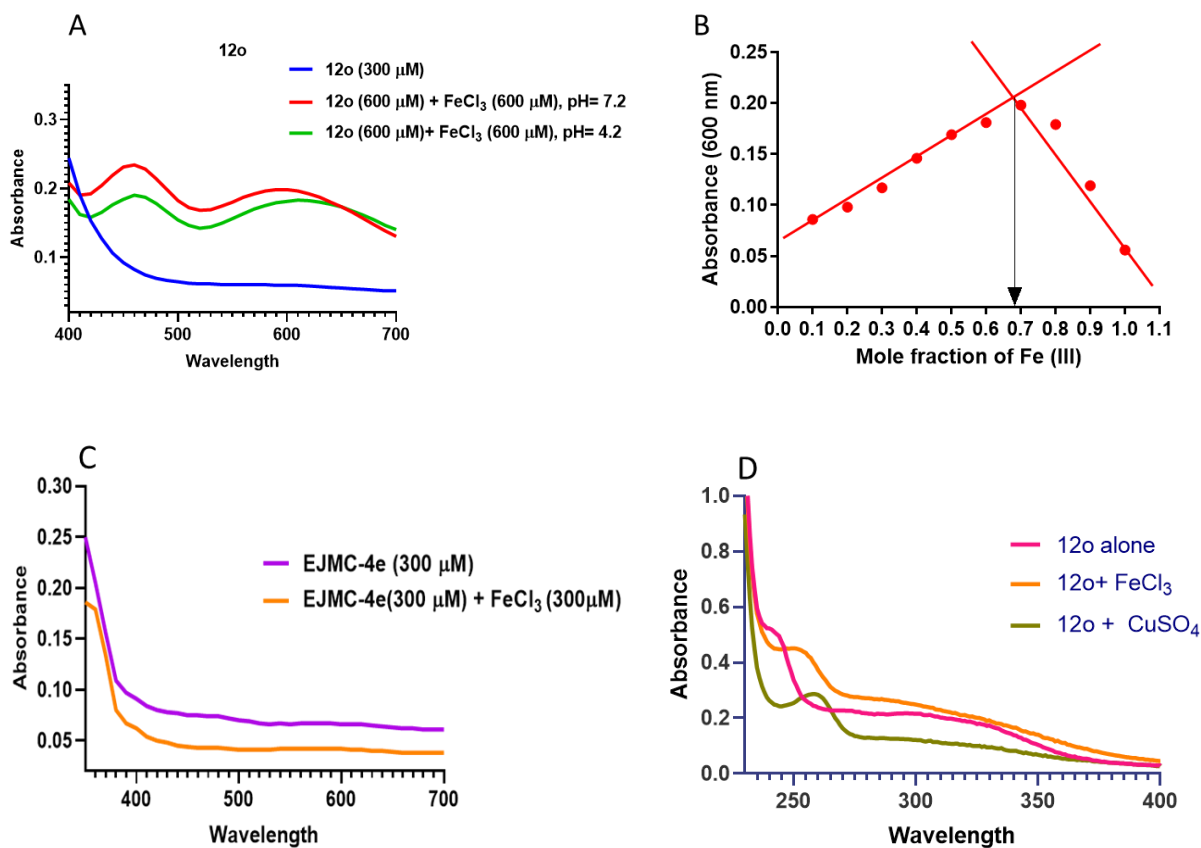 A
12o
12o (300 μM)
12o (600 μM) + FeCl3 (600 μM), pH= 7.2
12o (600 μM)+ FeCl3 (600 μM), pH= 4.2
Absorbance
0.3
0.2
0.1
400 500 600 700
Wavelength
B
Absorbance (600 nm)
0.25
0.20
0.15
0.10
0.05
0.00
0.0 0.1 0.2 0.3 0.4 0.5 0.6 0.7 0.8 0.9 1.0 1.1
Mole fraction of Fe (III)
C
EJMC-4e (300 μM)
EJMC-4e(300 μM) + FeCl3 (300μM)
Absorbance
0.30
0.25
0.20
0.15
0.10
0.05
400 500 600 700
Wavelength
D
12o alone
12o+ FeCl3
12o + CuSO4
Absorbance
1.0
0.8
0.6
0.4
0.2
0.0
250 300 350 400
Wavelength